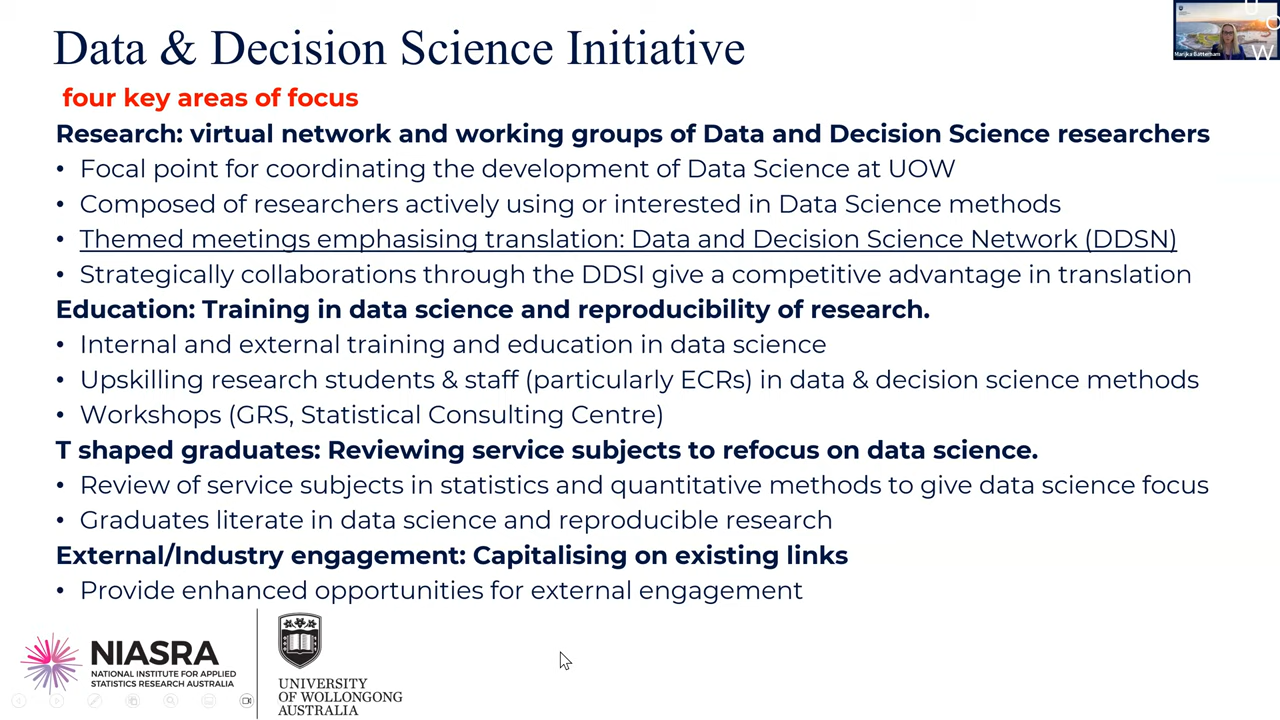 Data & Decision Science Initiative
four key areas of focus
Research: virtual network and working groups of Data and Decision Science researchers
• Focal point for coordinating the development of Data Science at UOW
• Composed of researchers actively using or interested in Data Science methods
• Themed meetings emphasising translation: Data and Decision Science Network (DDSN)
• Strategically collaborations through the DDSI give a competitive advantage in translation
Education: Training in data science and reproducibility of research.
• Internal and external training and education in data science
• Upskilling research students & staff (particularly ECRs) in data & decision science methods
• Workshops (GRS, Statistical Consulting Centre)
T shaped graduates: Reviewing service subjects to refocus on data science.
• Review of service subjects in statistics and quantitative methods to give data science focus
• Graduates literate in data science and reproducible research
External/Industry engagement: Capitalising on existing links
• Provide enhanced opportunities for external engagement
NIASRA
NATIONAL INSTITUTE FOR APPLIED
STATISTICS RESEARCH AUSTRALIA
UNIVERSITY
OF WOLLONGONG
AUSTRALIA
Marijka Batterham
U
O
W